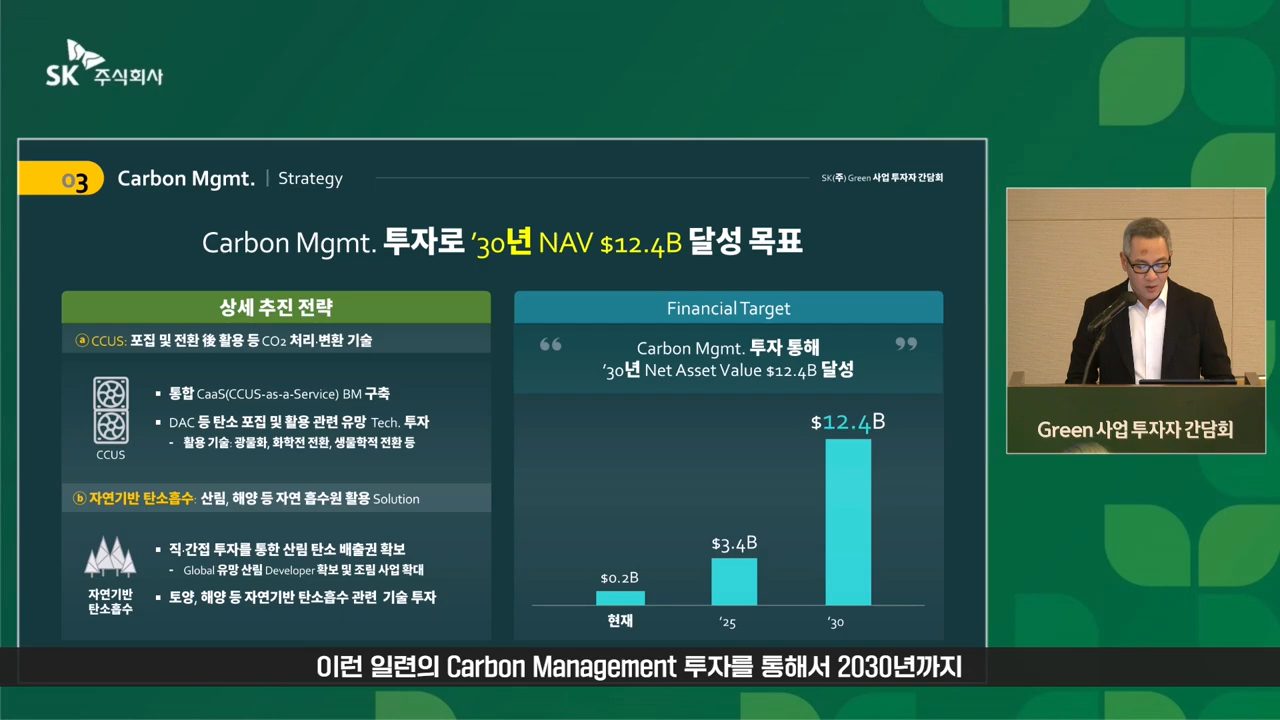 SK 주식회사
03 Carbon Mgmt. | Strategy
SK(주) Green 사업 투자자 간담회
Carbon Mgmt. 투자로 ’30년 NAV $12.4B 달성 목표
상세 추진 전략
ⓐ CCUS: 포집 및 전환 後 활용 등 CO2 처리·변환 기술
▪ 통합 CaaS(CCUS-as-a-Service) BM 구축
▪ DAC 등 탄소 포집 및 활용 관련 유망 Tech. 투자
- 활용 기술: 광물화, 화학전 전환, 생물학적 전환 등
CCUS
ⓑ 자연기반 탄소흡수: 산림, 해양 등 자연 흡수원 활용 Solution
▪ 직·간접 투자를 통한 산림 탄소 배출권 확보
- Global 유망 산림 Developer 확보 및 조림 사업 확대
▪ 토양, 해양 등 자연기반 탄소흡수 관련 기술 투자
자연기반
탄소흡수
Financial Target
“ Carbon Mgmt. 투자 통해 ”
’30년 Net Asset Value $12.4B 달성
$12.4B
$3.4B
$0.2B
현재 ’25 ’30
Green 사업 투자자 간담회
이런 일련의 Carbon Management 투자를 통해서 2030년까지